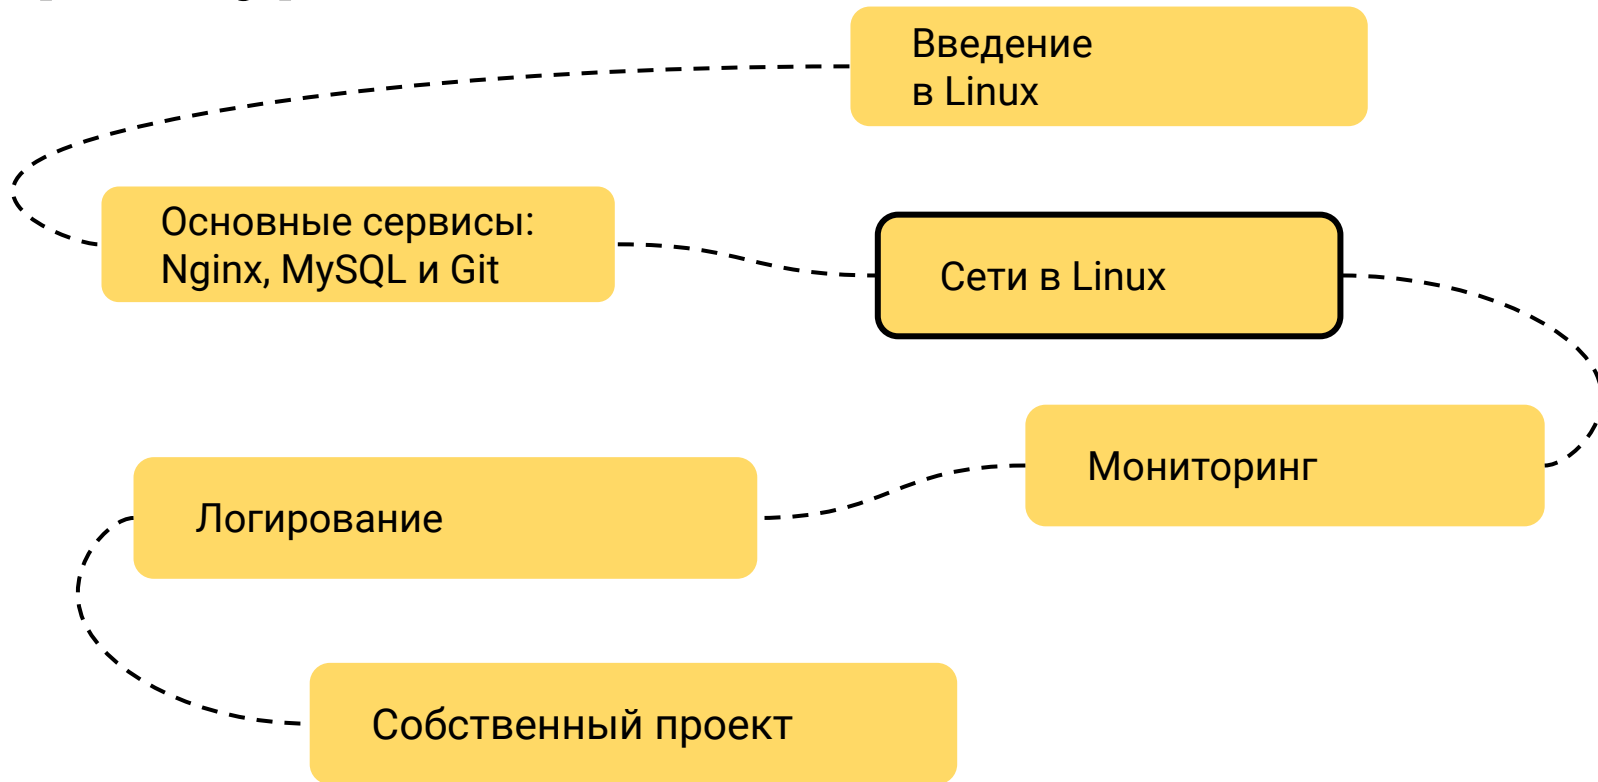 Введение
в Linux
Основные сервисы:
Nginx, MySQL и Git
Сети в Linux
Мониторинг
Логирование
Собственный проект